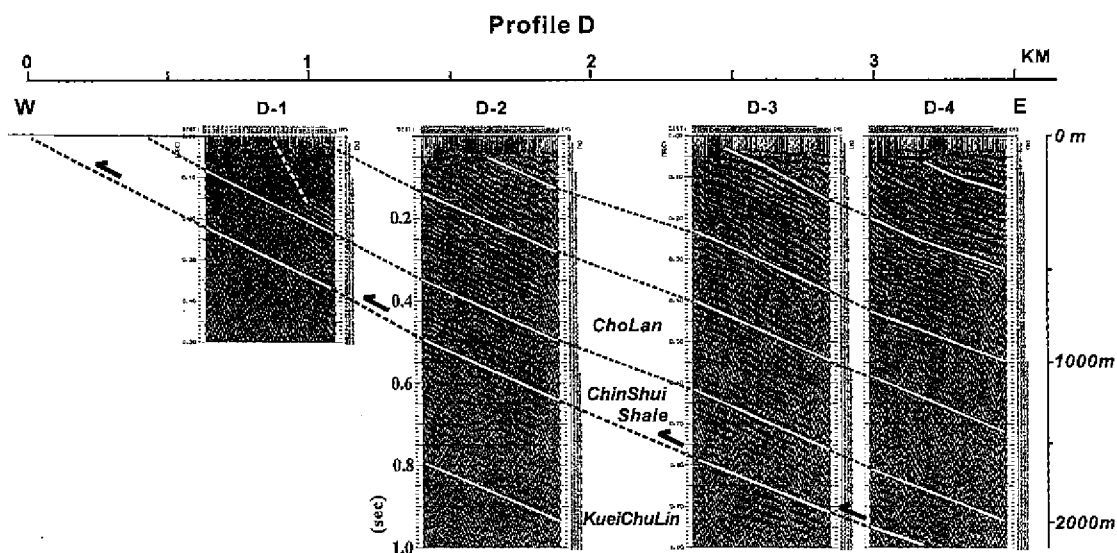 Profile D
0 1 2 3 KM
W D-1 D-2 D-3 D-4 E
0 m
0.2
0.4
ChoLan
1000m
0.6
ChinShui
Shale
0.8
KueiChuLin
(sec)
2000m
1.0